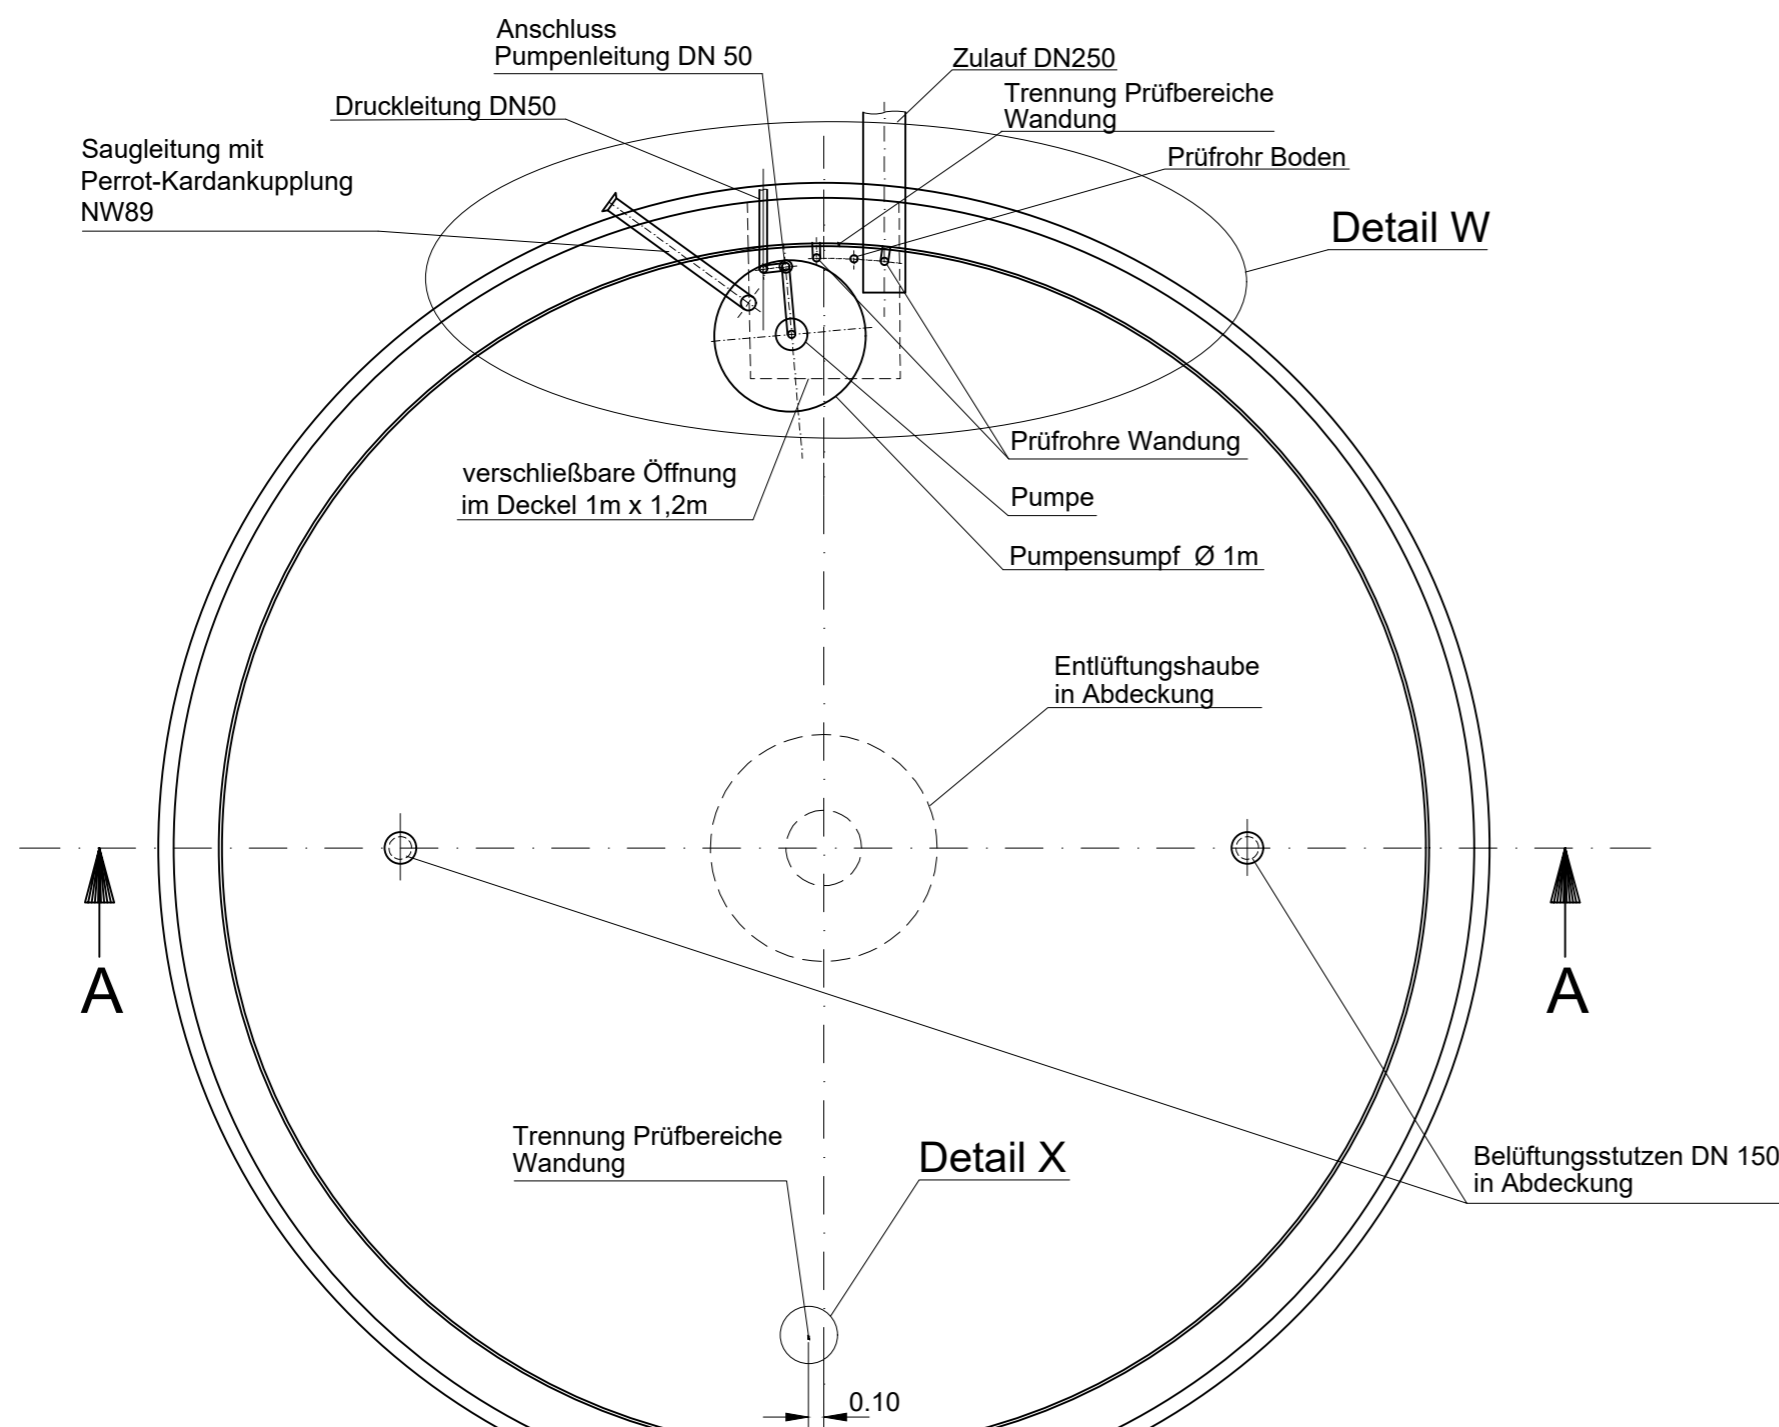 Anschluss
Pumpenleitung DN 50
Zulauf DN250
Trennung Prüfbereiche
Wandung
Druckleitung DN50
Saugleitung mit
Perrot-Kardankupplung
NW89
Prüfrohr Boden
Detail W
Prüfrohre Wandung
verschließbare Öffnung
im Deckel 1m x 1,2m
Pumpe
Pumpensumpf Ø 1m
Entlüftungshaube
in Abdeckung
A
A
Trennung Prüfbereiche
Wandung
Detail X
Belüftungsstutzen DN 150
in Abdeckung
0.10